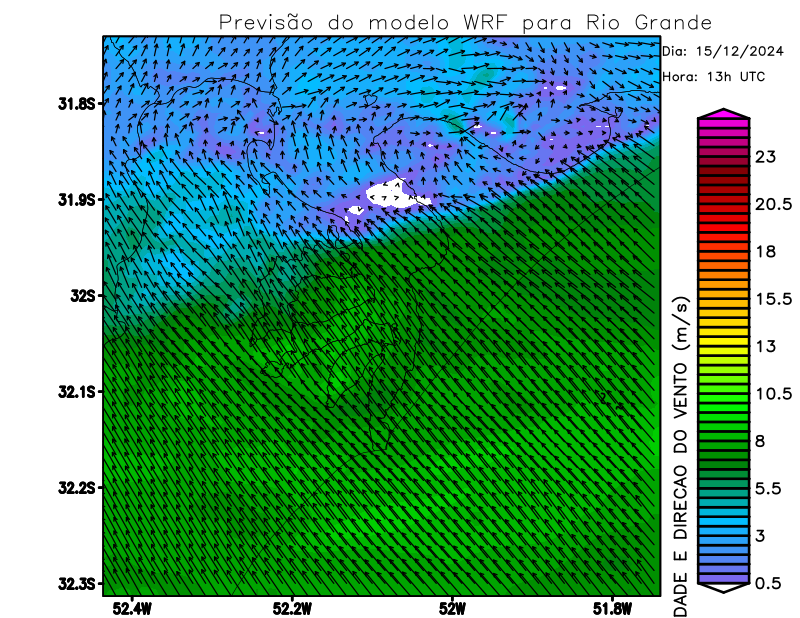 Previsão do modelo WRF para Rio Grande
Dia: 15/12/2024
Hora: 13h UTC
31.8S
31.9S
32S
32.1S
32.2S
32.3S
52.4W
52.2W
52W
51.8W
23
20.5
18
15.5
13
10.5
8
5.5
3
0.5
DADE E DIRECAO DO VENTO (m/s)